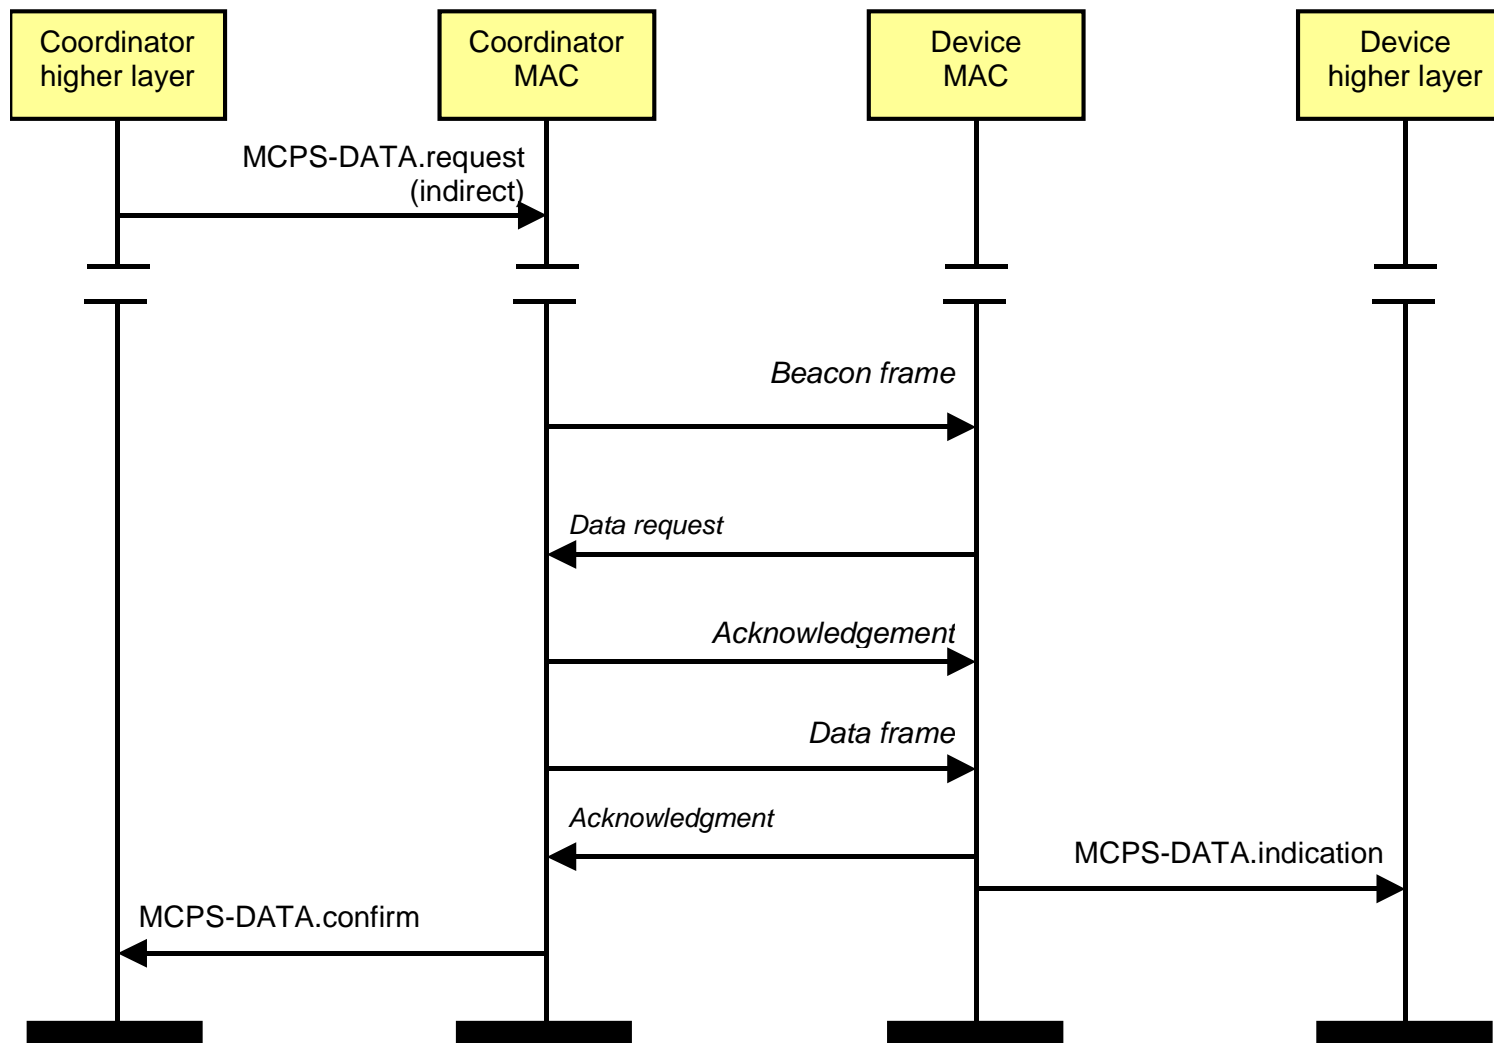 Coordinator
higher layer
Coordinator
MAC
Device
MAC
Device
higher layer
MCPS-DATA.request
(indirect)
Beacon frame
Data request
Acknowledgement
Data frame
Acknowledgment
MCPS-DATA.indication
MCPS-DATA.confirm